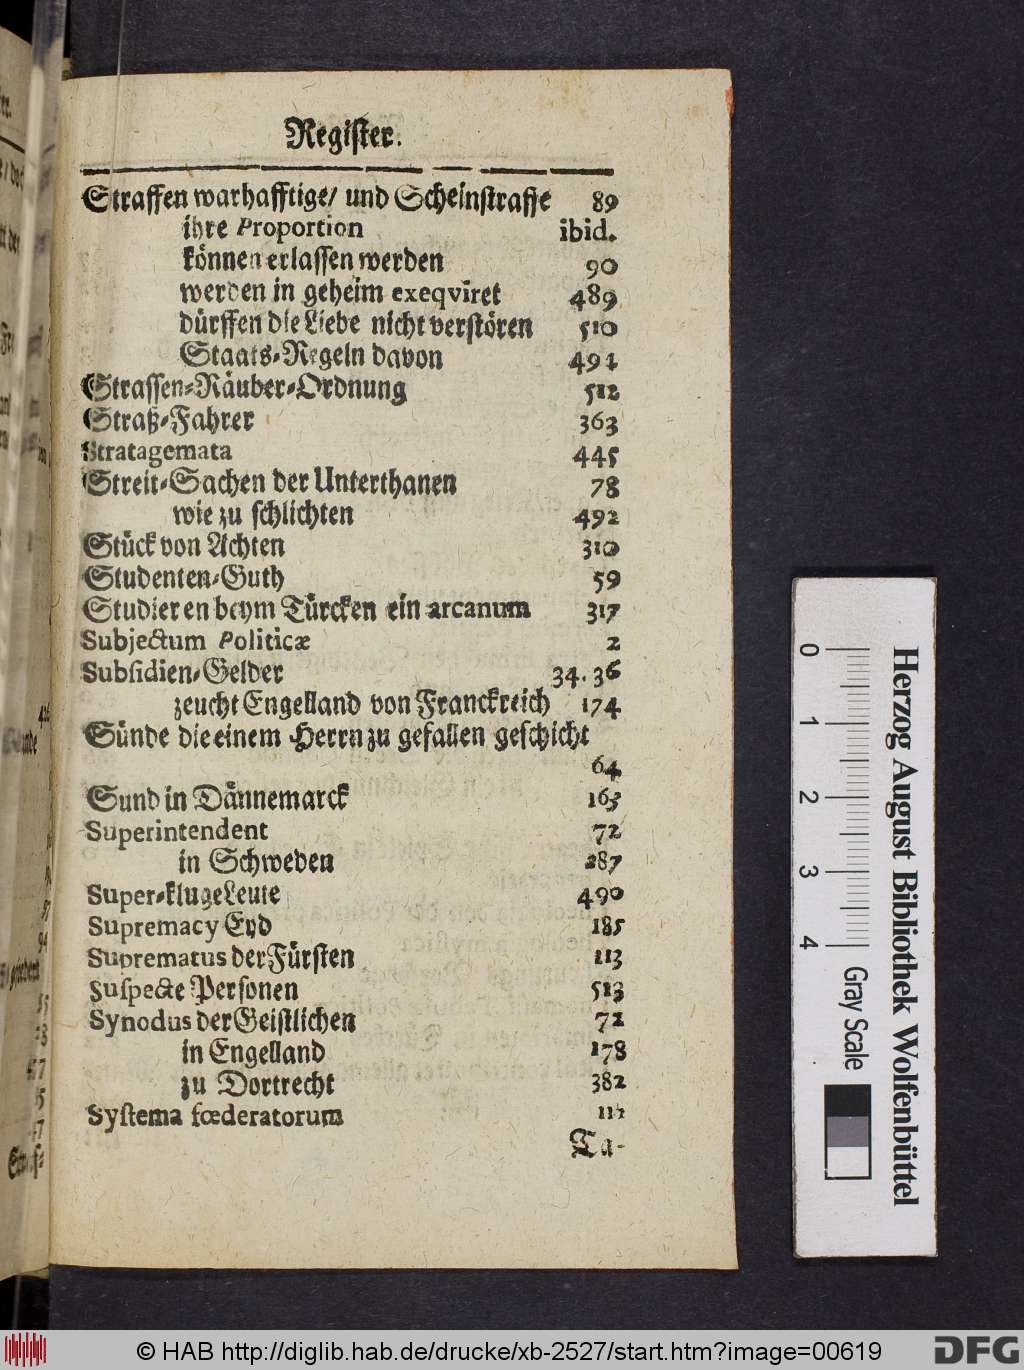 Register.
Straffen warhafftige/ und Scheinstraffe 89
ihre Proportion ibid.
können erlassen werden 90
werden in geheim exeqviret 489
dürffen die Liebe nicht verstören 510
Staats-Regeln davon
Strassen-Räuber-Ordnung 512
Straß-Fahrer 363
Stratagemata 445
Streit-Sachen der Unterthanen 78
wie zu schlichten 492
Stück von Achten 310
Studenten-Guth 59
Studieren beym Türcken ein arcanum 317
Subjectum Politicæ 2
Subsidien-Gelder 34. 36
zeucht Engelland von Franckreich 174
Sünde die einem Herrn zu gefallen geschicht
64
Sund in Dännemarck 163
Superintendent 72
in Schweden 287
Super-kluge Leute 490
Supremacy Eyd 185
Suprematus der Fürsten 113
Suspecte Personen 513
Synodus der Geistlichen 72
in Engelland 178
zu Dortrecht 382
Systema fœderatorum
Ta-
0 1 2 3 4
Gray Scale
Herzog August Bibliothek Wolfenbüttel
© HAB http://diglib.hab.de/drucke/xb-2527/start.htm?image=00619
DFG